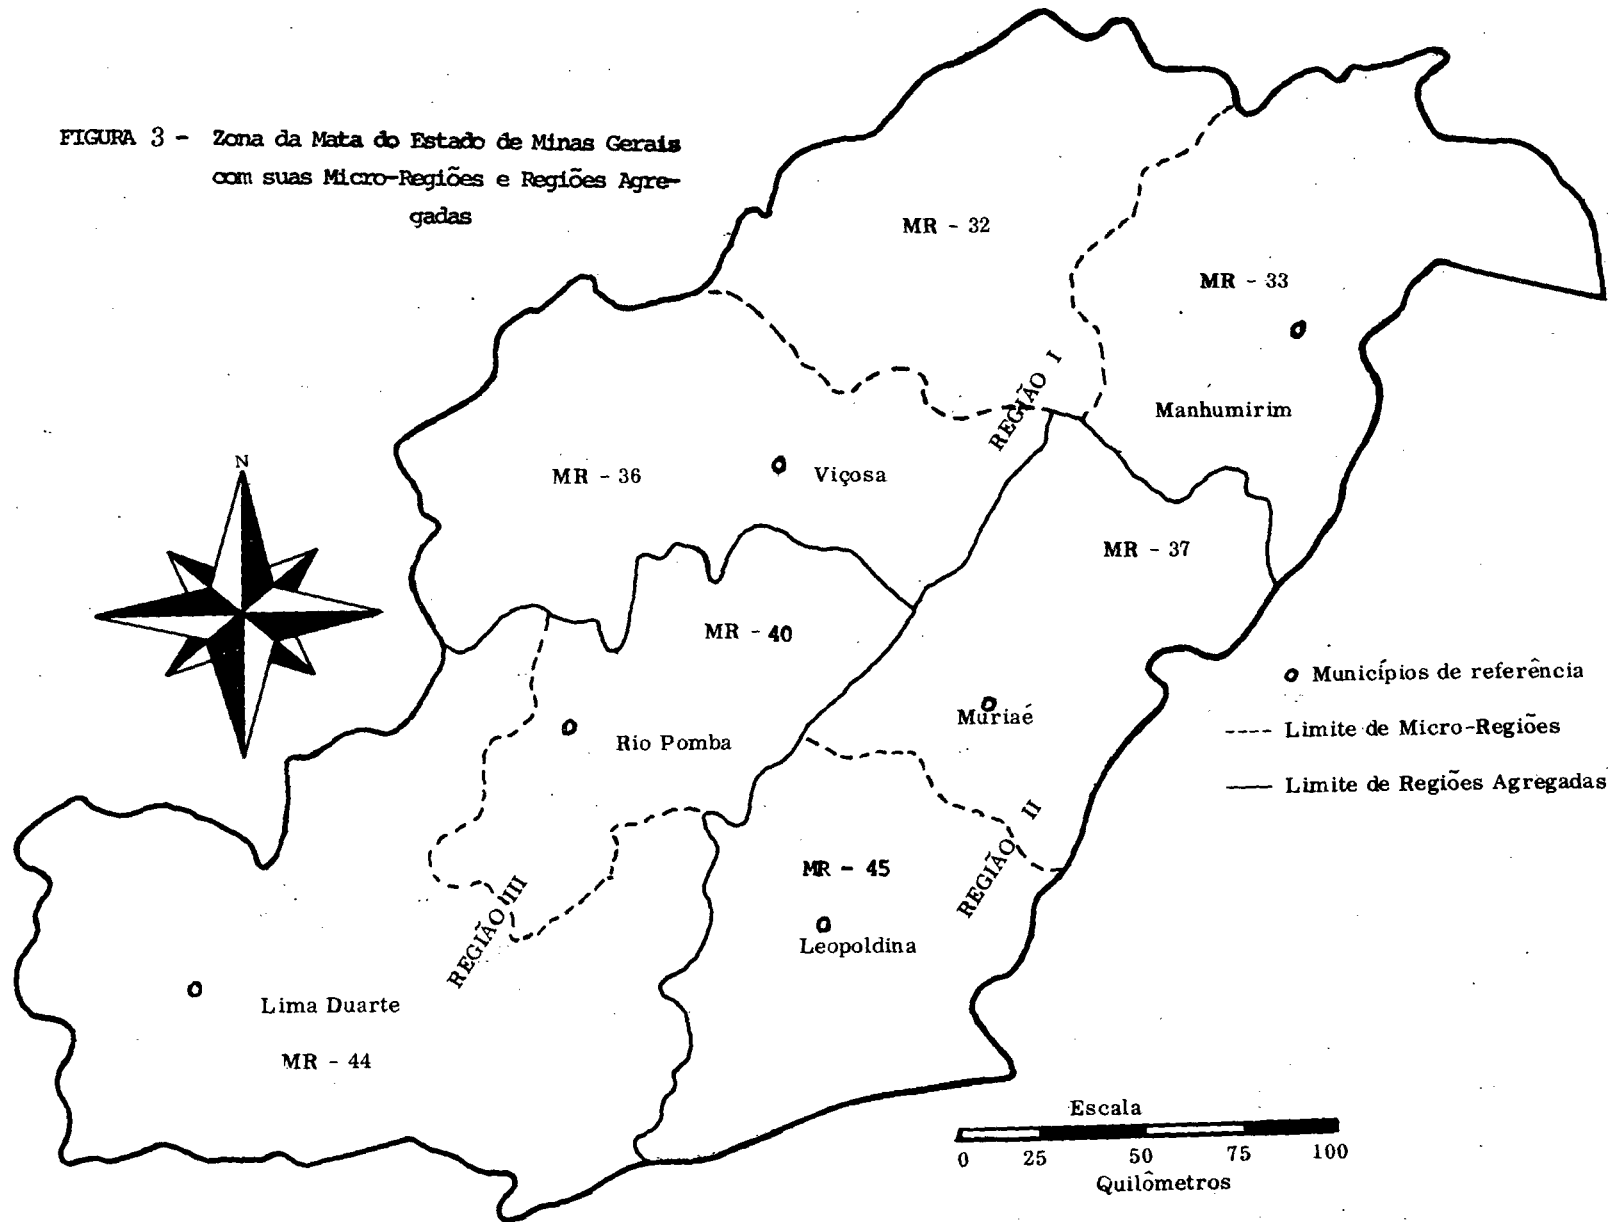 FIGURA 3 - Zona da Mata do Estado de Minas Gerais
com suas Micro-Regiões e Regiões Agre-
gadas
MR - 32
MR - 33
REGIÃO I
Manhumirim
N
MR - 36
Viçosa
MR - 37
MR - 40
Muriaé
Rio Pomba
Municípios de referência
Limite de Micro-Regiões
Limite de Regiões Agregadas
REGIÃO II
MR - 45
REGIÃO III
Leopoldina
Lima Duarte
MR - 44
Escala
0 25 50 75 100
Quilômetros